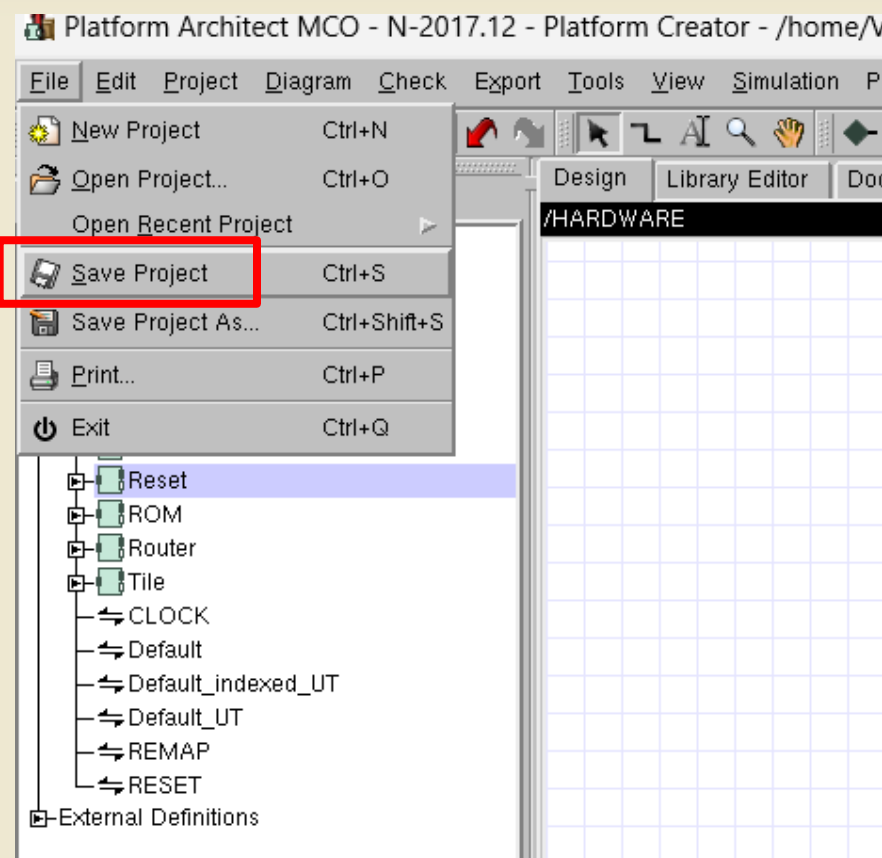 Platform Architect MCO - N-2017.12 - Platform Creator - /home/V
File Edit Project Diagram Check Export Tools View Simulation P
New Project Ctrl+N
Open Project... Ctrl+O
Open Recent Project
Save Project Ctrl+S
Save Project As... Ctrl+Shift+S
Print... Ctrl+P
Exit Ctrl+Q
Design Library Editor Doc
/HARDWARE
Reset
ROM
Router
Tile
CLOCK
Default
Default_indexed_UT
Default_UT
REMAP
RESET
External Definitions